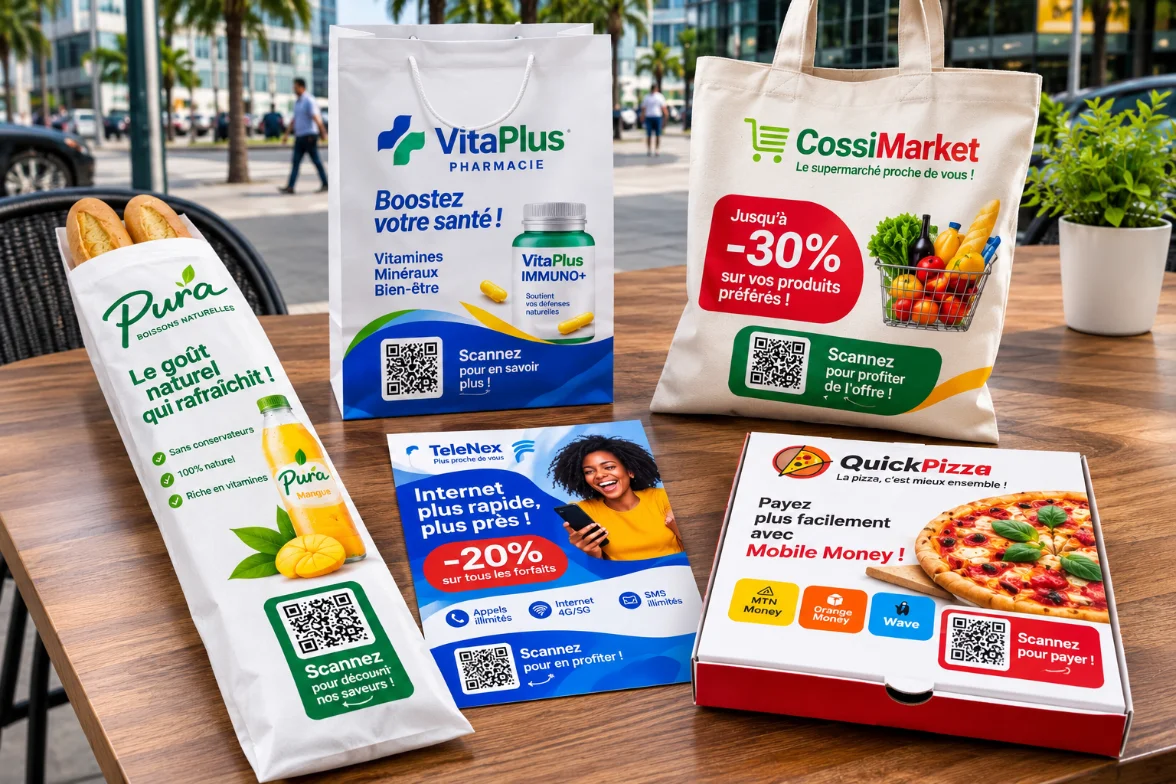 Pura
BOISSONS NATURELLES
Le goût
naturel
qui rafraîchit !
Sans conservateurs
100% naturel
Riche en vitamines
Pura
Mangue
Scannez
pour découvrir
nos saveurs !
VitaPlus
PHARMACIE
Boostez
votre santé !
Vitamines
Minéraux
Bien-être
VitaPlus
IMMUNO+
Soutient
vos défenses
naturelles
Scannez
pour en savoir
plus !
CossiMarket
Le supermarché proche de vous !
Jusqu'à
-30%
sur vos produits
préférés !
Scannez
pour profiter
de l'offre !
TeleNex
Plus proche de vous
Internet
plus rapide,
plus près !
-20%
sur tous les forfaits
Appels
illimités
Internet
4G/5G
SMS
illimités
Scannez
pour en profiter !
QuickPizza
La pizza, c'est mieux ensemble !
Payez
plus facilement
avec
Mobile Money !
MTN
Money
Orange
Money
Wave
Scannez
pour payer !